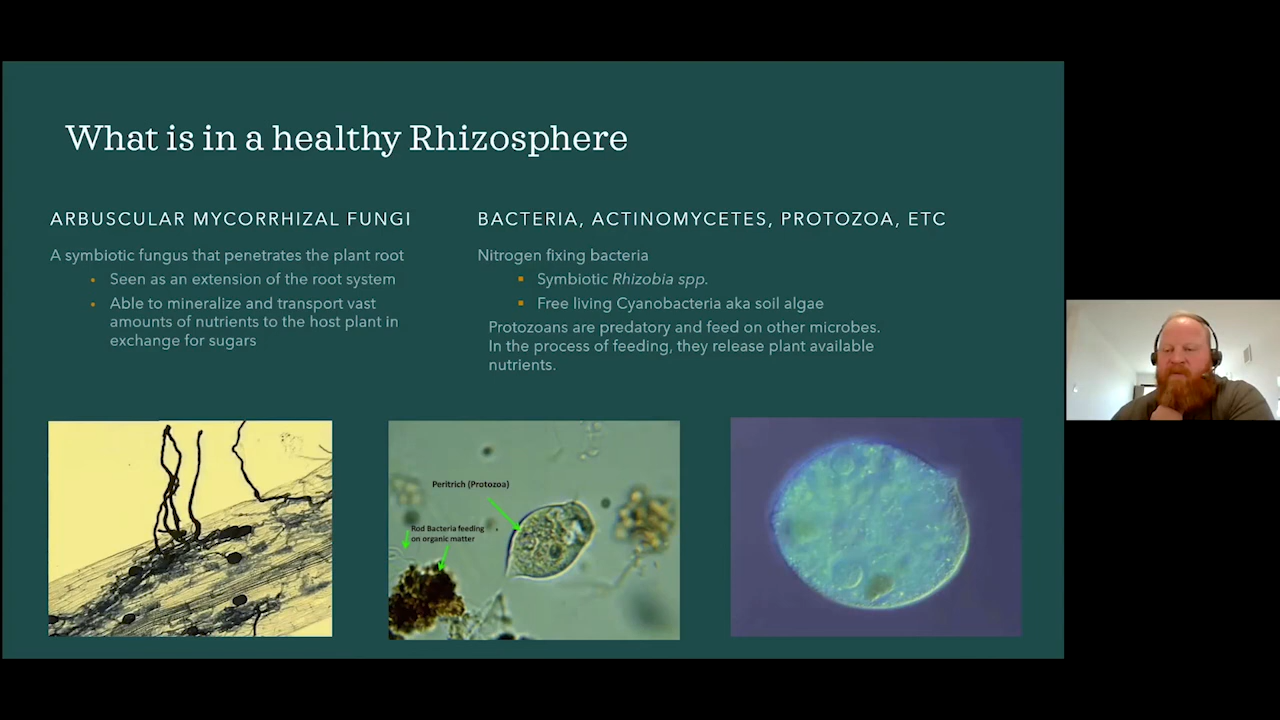 What is in a healthy Rhizosphere
ARBUSCULAR MYCORRHIZAL FUNGI
A symbiotic fungus that penetrates the plant root
• Seen as an extension of the root system
• Able to mineralize and transport vast
amounts of nutrients to the host plant in
exchange for sugars
BACTERIA, ACTINOMYCETES, PROTOZOA, ETC
Nitrogen fixing bacteria
▪ Symbiotic Rhizobia spp.
▪ Free living Cyanobacteria aka soil algae
Protozoans are predatory and feed on other microbes.
In the process of feeding, they release plant available
nutrients.
Peritrich (Protozoa)
Rod Bacteria feeding
on organic matter